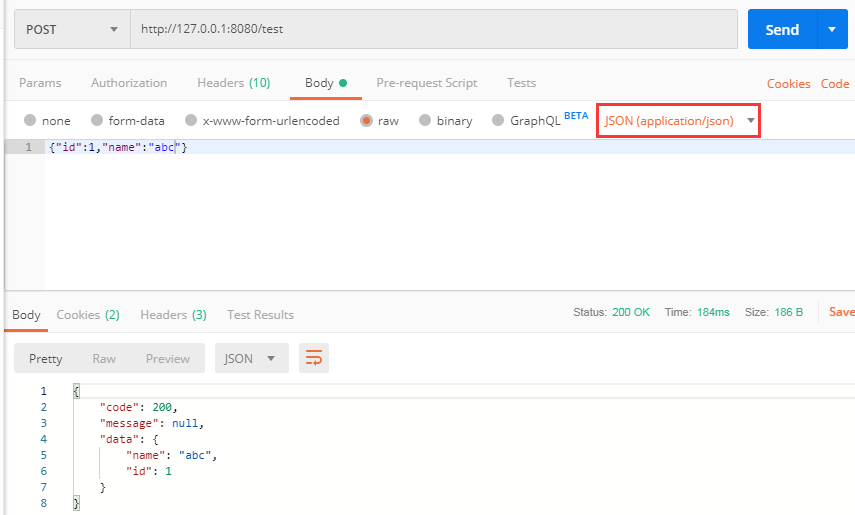 POST http://127.0.0.1:8080/test Send
Params Authorization Headers (10) Body Pre-request Script Tests Cookies Code
none form-data x-www-form-urlencoded raw binary GraphQL BETA JSON (application/json)
1 {"id":1,"name":"abc"}
Body Cookies (2) Headers (3) Test Results Status: 200 OK Time: 184ms Size: 186 B Save
Pretty Raw Preview JSON
1 {
2 "code": 200,
3 "message": null,
4 "data": {
5 "name": "abc",
6 "id": 1
7 }
8 }